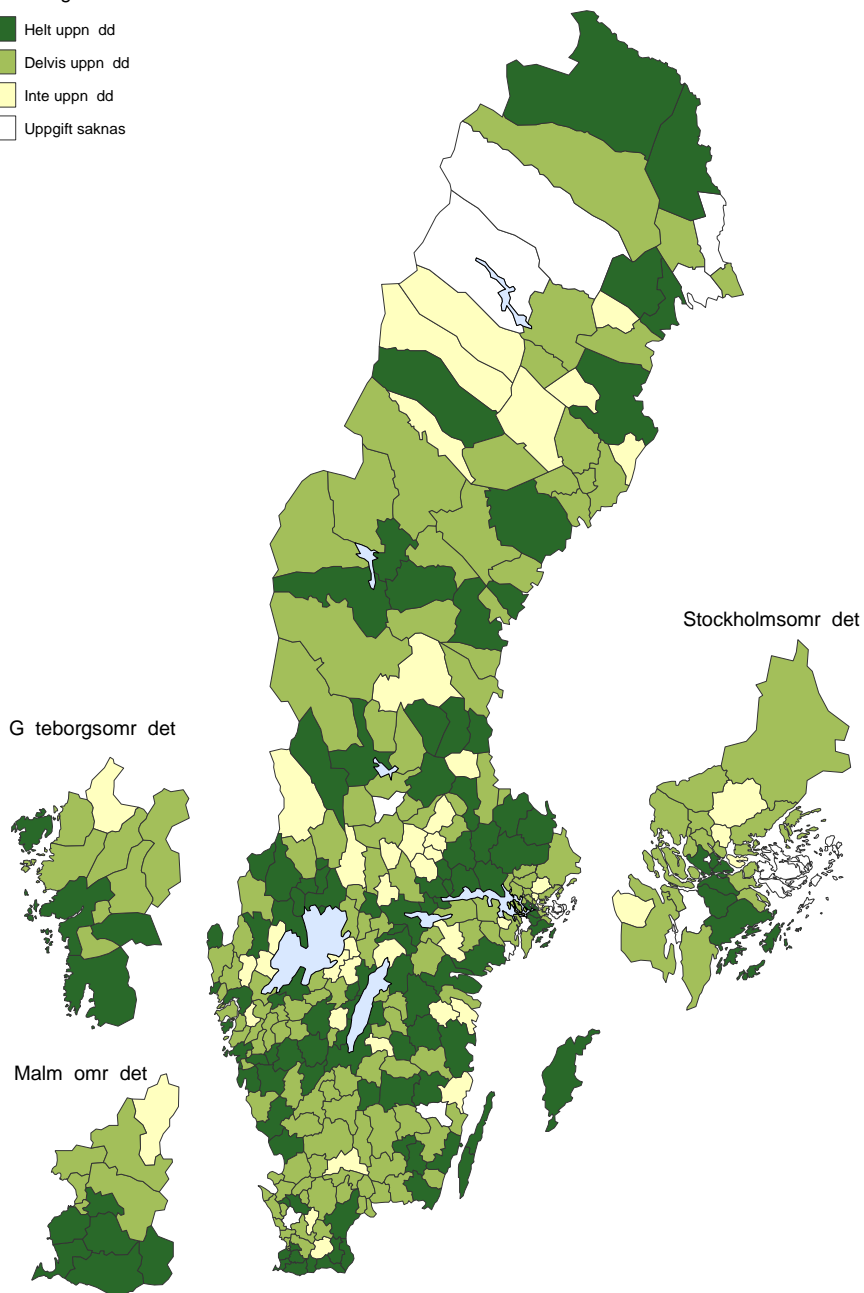 Helt uppn dd
Delvis uppn dd
Inte uppn dd
Uppgift saknas
Stockholmsomr det
G teborgsomr det
Malm omr det